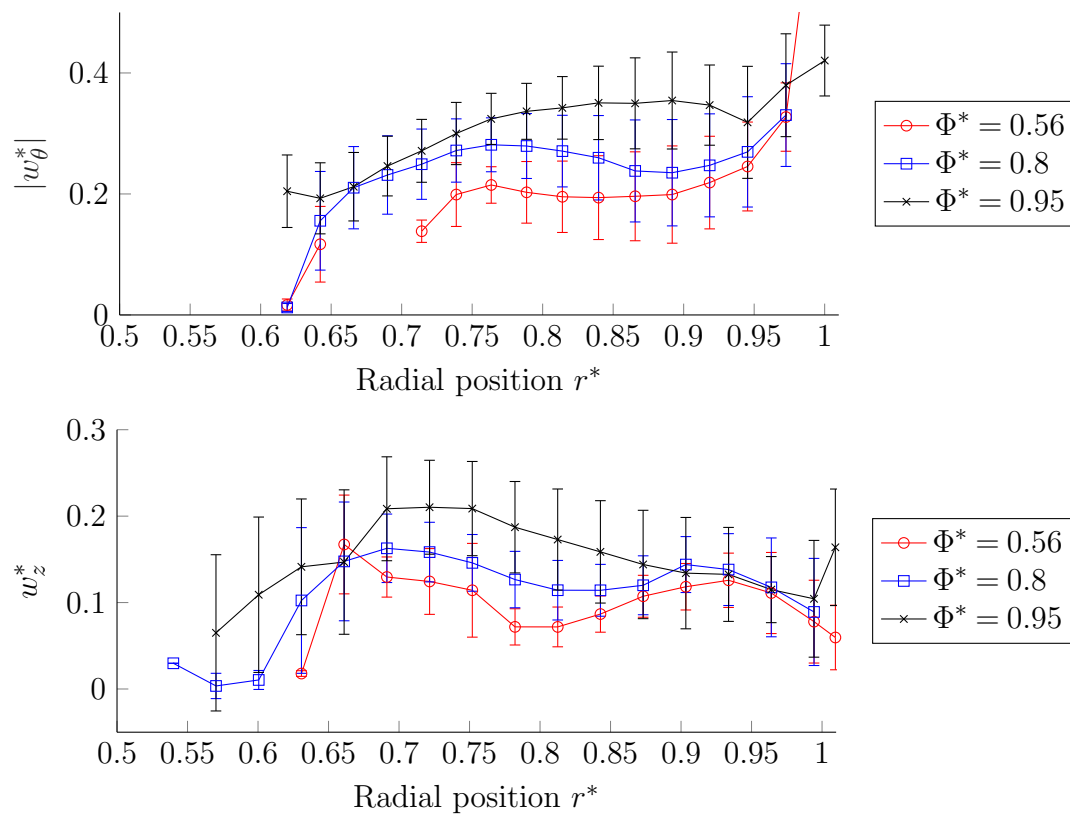 0.4
0.2
0
|w*θ|
0.5 0.55 0.6 0.65 0.7 0.75 0.8 0.85 0.9 0.95 1
Radial position r*
Φ* = 0.56
Φ* = 0.8
Φ* = 0.95
0.3
0.2
0.1
0
w*z
0.5 0.55 0.6 0.65 0.7 0.75 0.8 0.85 0.9 0.95 1
Radial position r*
Φ* = 0.56
Φ* = 0.8
Φ* = 0.95